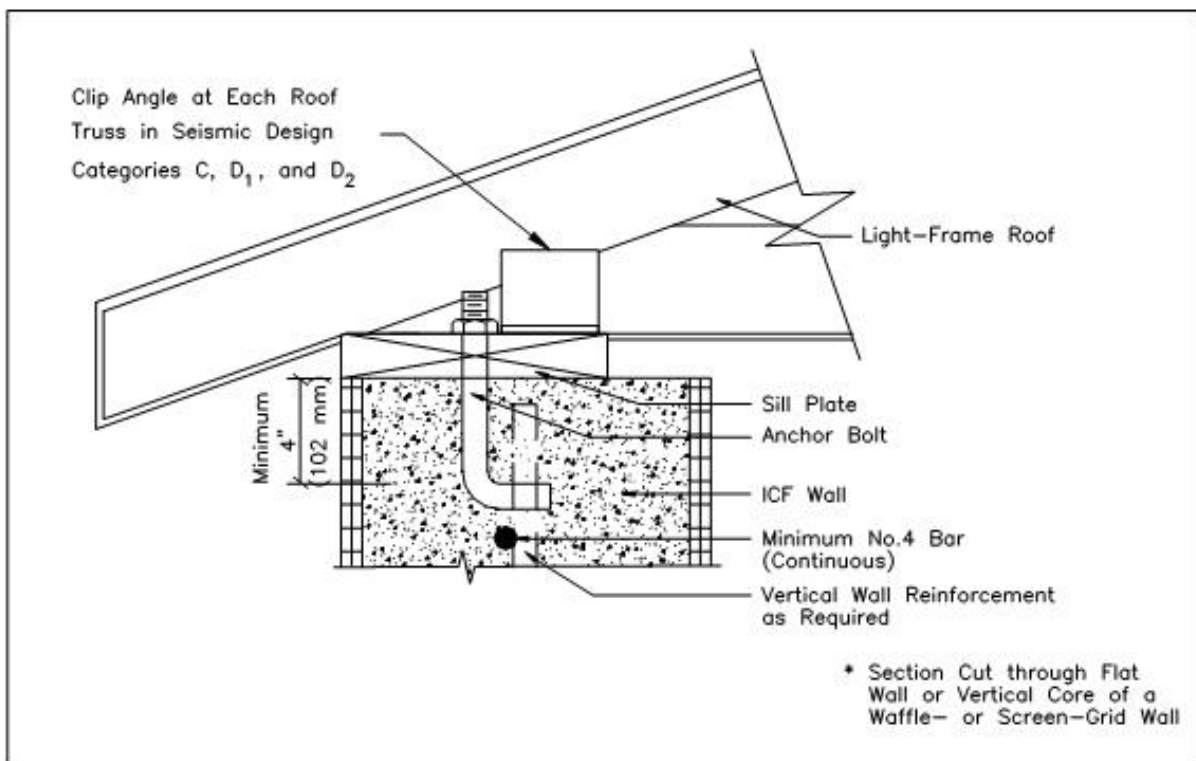 Clip Angle at Each Roof
Truss in Seismic Design
Categories C, D₁, and D₂
Light-Frame Roof
Minimum
4"
(102 mm)
Sill Plate
Anchor Bolt
ICF Wall
Minimum No.4 Bar
(Continuous)
Vertical Wall Reinforcement
as Required
* Section Cut through Flat
Wall or Vertical Core of a
Waffle- or Screen-Grid Wall